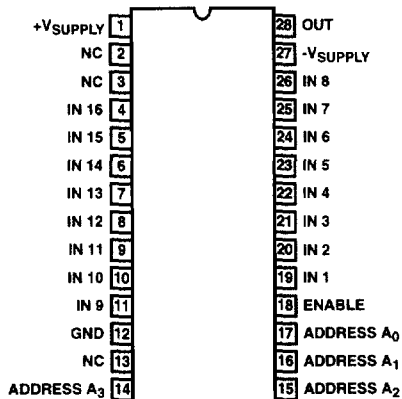 +VSUPPLY 1 28 OUT
NC 2 27 -VSUPPLY
NC 3 26 IN 8
IN 16 4 25 IN 7
IN 15 5 24 IN 6
IN 14 6 23 IN 5
IN 13 7 22 IN 4
IN 12 8 21 IN 3
IN 11 9 20 IN 2
IN 10 10 19 IN 1
IN 9 11 18 ENABLE
GND 12 17 ADDRESS A0
NC 13 16 ADDRESS A1
ADDRESS A3 14 15 ADDRESS A2